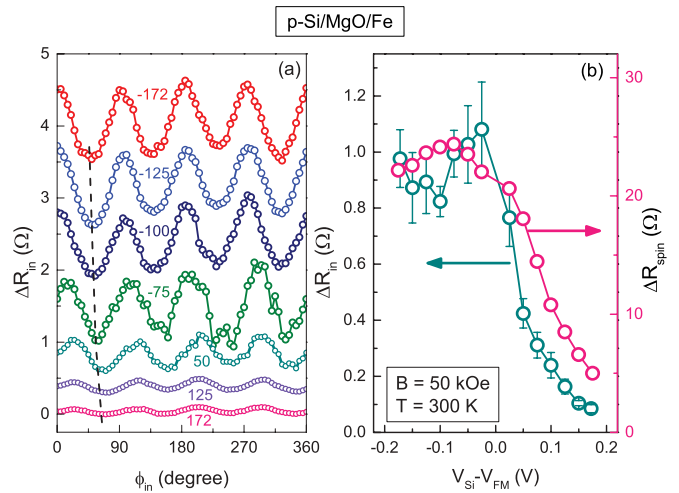 p-Si/MgO/Fe
(a)
ΔR_in (Ω)
5
4
3
2
1
0
-172
-125
-100
-75
50
125
172
0 90 180 270 360
ϕ_in (degree)
(b)
ΔR_in (Ω)
1.2
1.0
0.8
0.6
0.4
0.2
0.0
B = 50 kOe
T = 300 K
-0.2 -0.1 0.0 0.1 0.2
V_Si-V_FM (V)
30
20
10
0
ΔR_spin (Ω)